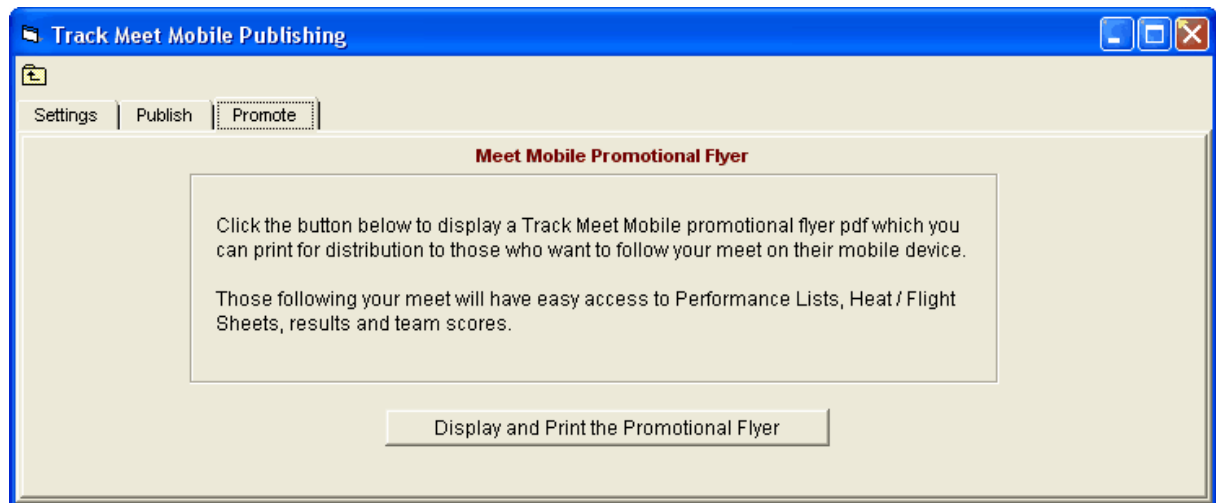 Track Meet Mobile Publishing
Settings
Publish
Promote
Meet Mobile Promotional Flyer
Click the button below to display a Track Meet Mobile promotional flyer pdf which you
can print for distribution to those who want to follow your meet on their mobile device.
Those following your meet will have easy access to Performance Lists, Heat / Flight
Sheets, results and team scores.
Display and Print the Promotional Flyer